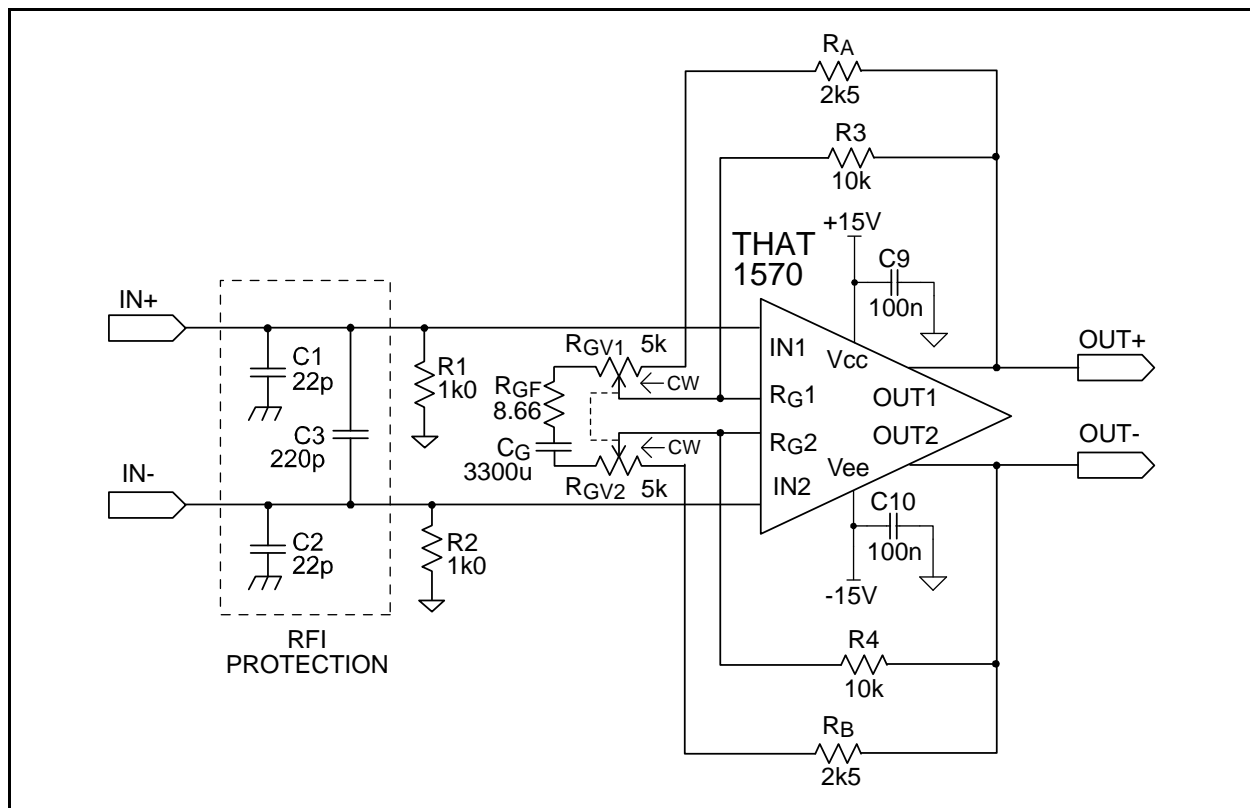 RA
2k5
R3
10k
+15V
THAT
1570
C9
100n
IN+
C1
22p
R1
1k0
RGV1 5k
CW
RGF
8.66
CG
3300u
CW
RGV2 5k
C3
220p
IN1
Vcc
RG1
OUT1
RG2
OUT2
Vee
IN2
OUT+
OUT-
IN-
C2
22p
R2
1k0
C10
100n
-15V
RFI
PROTECTION
R4
10k
RB
2k5